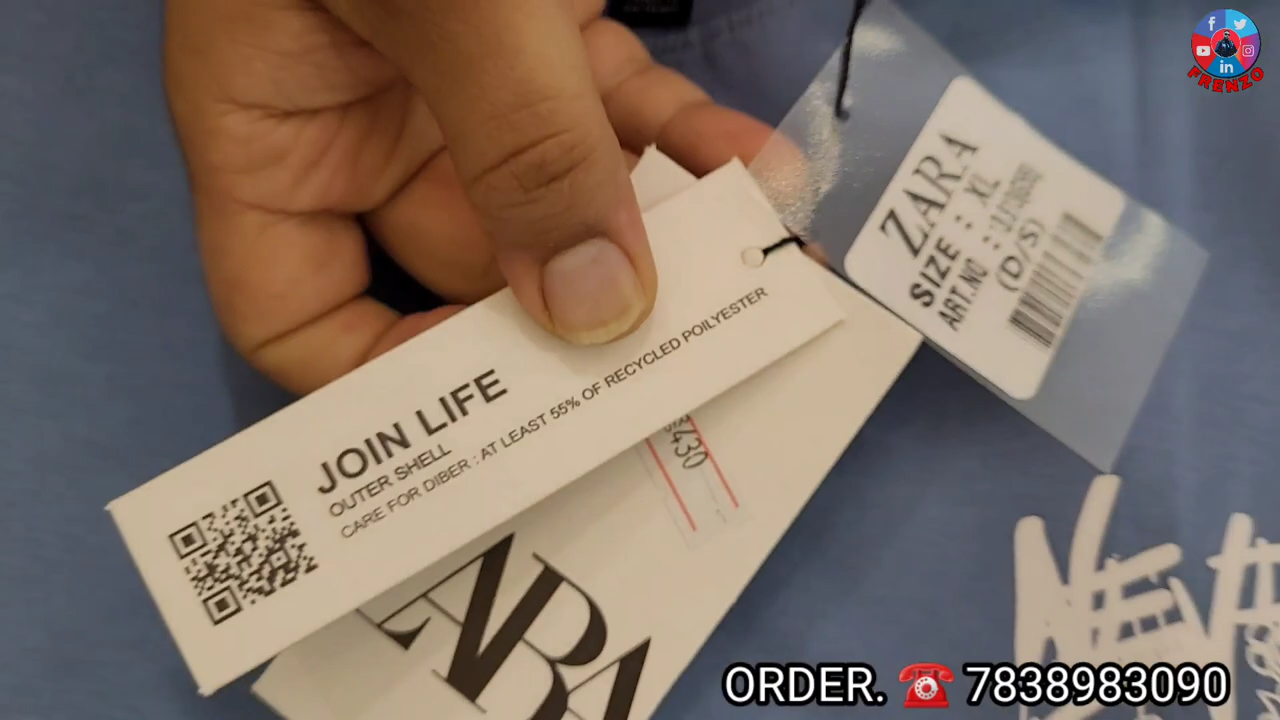 FRENZO
ZARA
SIZE : XL
ART.NO :
(D/S)
JOIN LIFE
OUTER SHELL
CARE FOR DIBER : AT LEAST 55% OF RECYCLED POILYESTER
430
ZARA
ORDER. ☎️ 7838983090